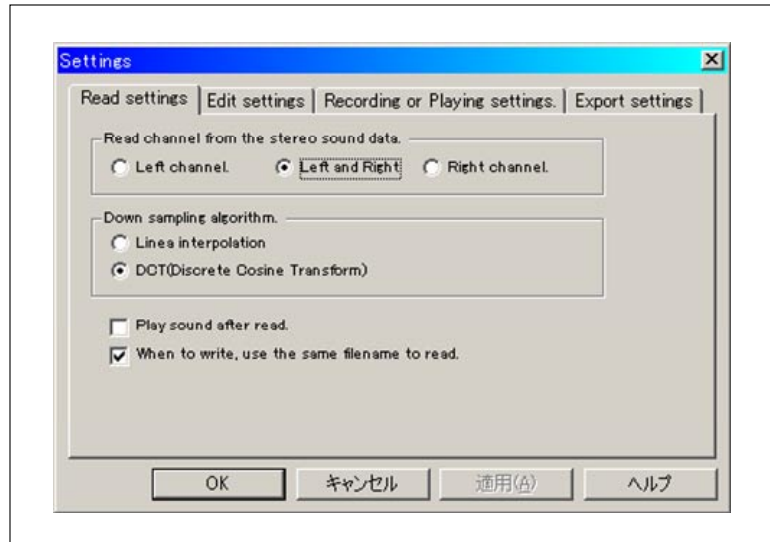 Settings
Read settings Edit settings Recording or Playing settings. Export settings
Read channel from the stereo sound data.
Left channel. Left and Right Right channel.
Down sampling algorithm.
Linea interpolation
DCT(Discrete Cosine Transform)
Play sound after read.
When to write, use the same filename to read.
OK キャンセル 適用(A) ヘルプ